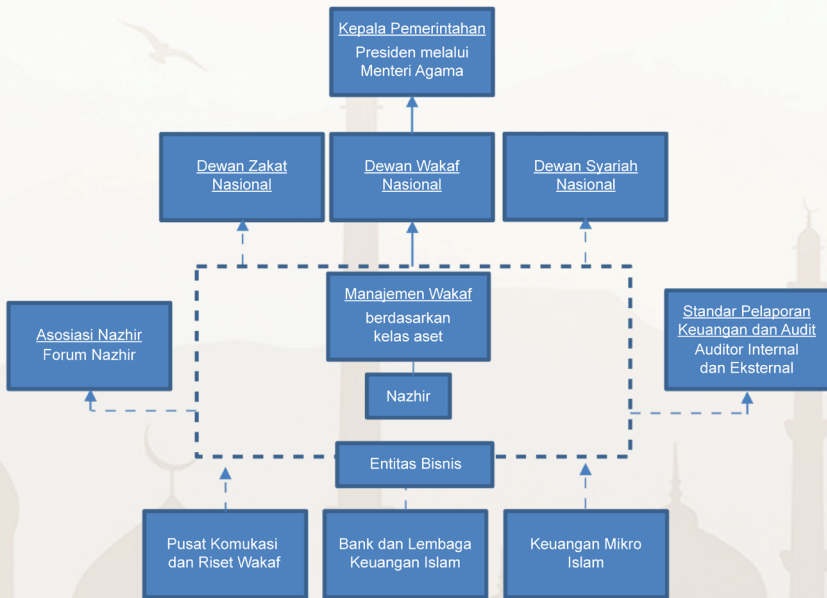 Kepala Pemerintahan
Presiden melalui
Menteri Agama
Dewan Zakat
Nasional
Dewan Wakaf
Nasional
Dewan Syariah
Nasional
Manajemen Wakaf
berdasarkan
kelas aset
Asosiasi Nazhir
Forum Nazhir
Standar Pelaporan
Keuangan dan Audit
Auditor Internal
dan Eksternal
Nazhir
Entitas Bisnis
Pusat Komukasi
dan Riset Wakaf
Bank dan Lembaga
Keuangan Islam
Keuangan Mikro
Islam